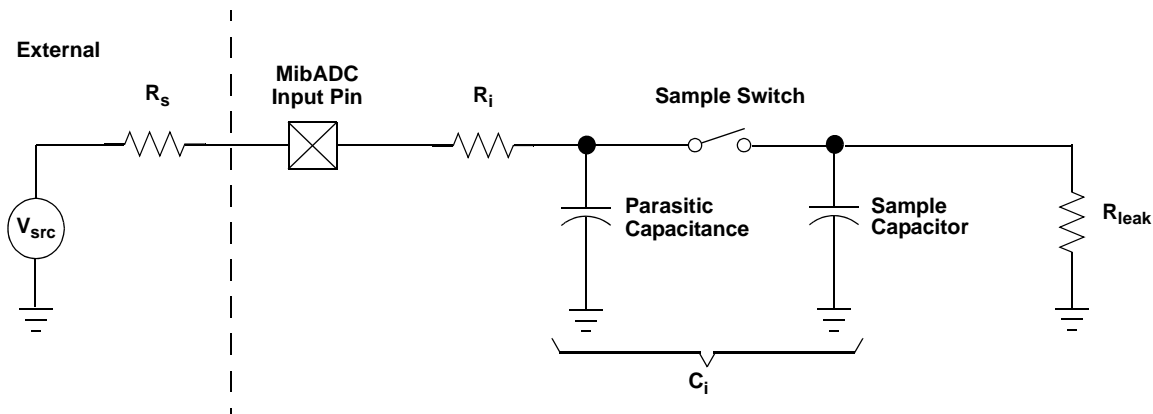 External
MibADC
Input Pin
Rs
Ri
Sample Switch
Vsrc
Parasitic
Capacitance
Sample
Capacitor
Rleak
Ci